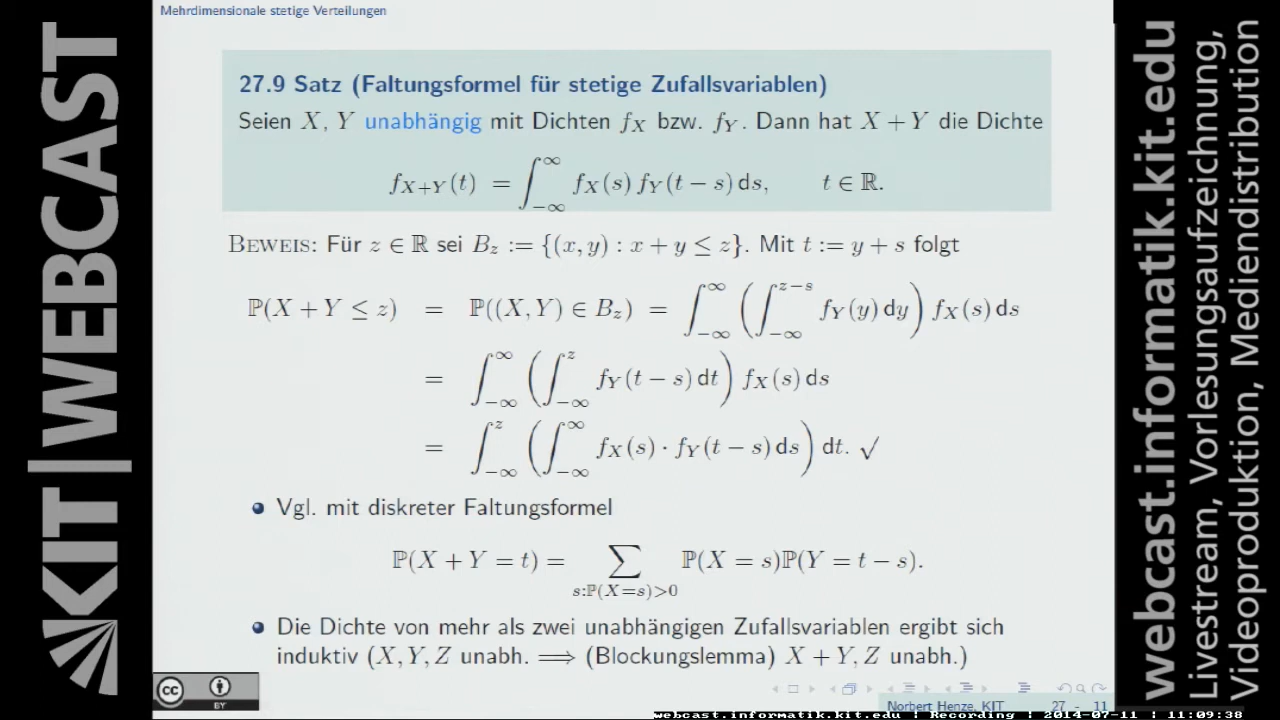 KIT | WEBCAST
Mehrdimensionale stetige Verteilungen
27.9 Satz (Faltungsformel für stetige Zufallsvariablen)
Seien X, Y unabhängig mit Dichten f_X bzw. f_Y. Dann hat X + Y die Dichte
f_{X+Y}(t) = ∫_{−∞}^{∞} f_X(s) f_Y(t − s) ds, t ∈ ℝ.
BEWEIS: Für z ∈ ℝ sei B_z := {(x, y) : x + y ≤ z}. Mit t := y + s folgt
ℙ(X + Y ≤ z) = ℙ((X, Y) ∈ B_z) = ∫_{−∞}^{∞} (∫_{−∞}^{z−s} f_Y(y) dy) f_X(s) ds
= ∫_{−∞}^{∞} (∫_{−∞}^{z} f_Y(t − s) dt) f_X(s) ds
= ∫_{−∞}^{z} (∫_{−∞}^{∞} f_X(s) · f_Y(t − s) ds) dt. √
Vgl. mit diskreter Faltungsformel
ℙ(X + Y = t) = ∑_{s:ℙ(X=s)>0} ℙ(X = s)ℙ(Y = t − s).
Die Dichte von mehr als zwei unabhängigen Zufallsvariablen ergibt sich
induktiv (X, Y, Z unabh. ⟹ (Blockungslemma) X + Y, Z unabh.)
cc BY
Norbert Henze, KIT 27 - 11
webcast.informatik.kit.edu | Recording | 2014-07-11 | 11:09:38
webcast.informatik.kit.edu
Livestream, Vorlesungsaufzeichnung,
Videoproduktion, Mediendistribution